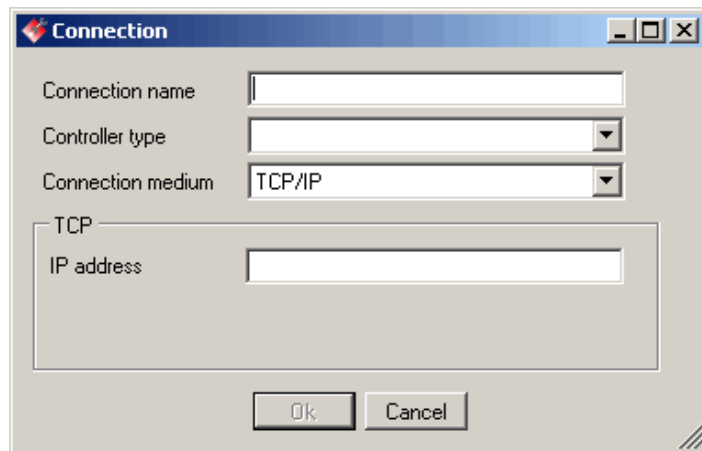 Connection
Connection name
Controller type
Connection medium TCP/IP
TCP
IP address
Ok Cancel